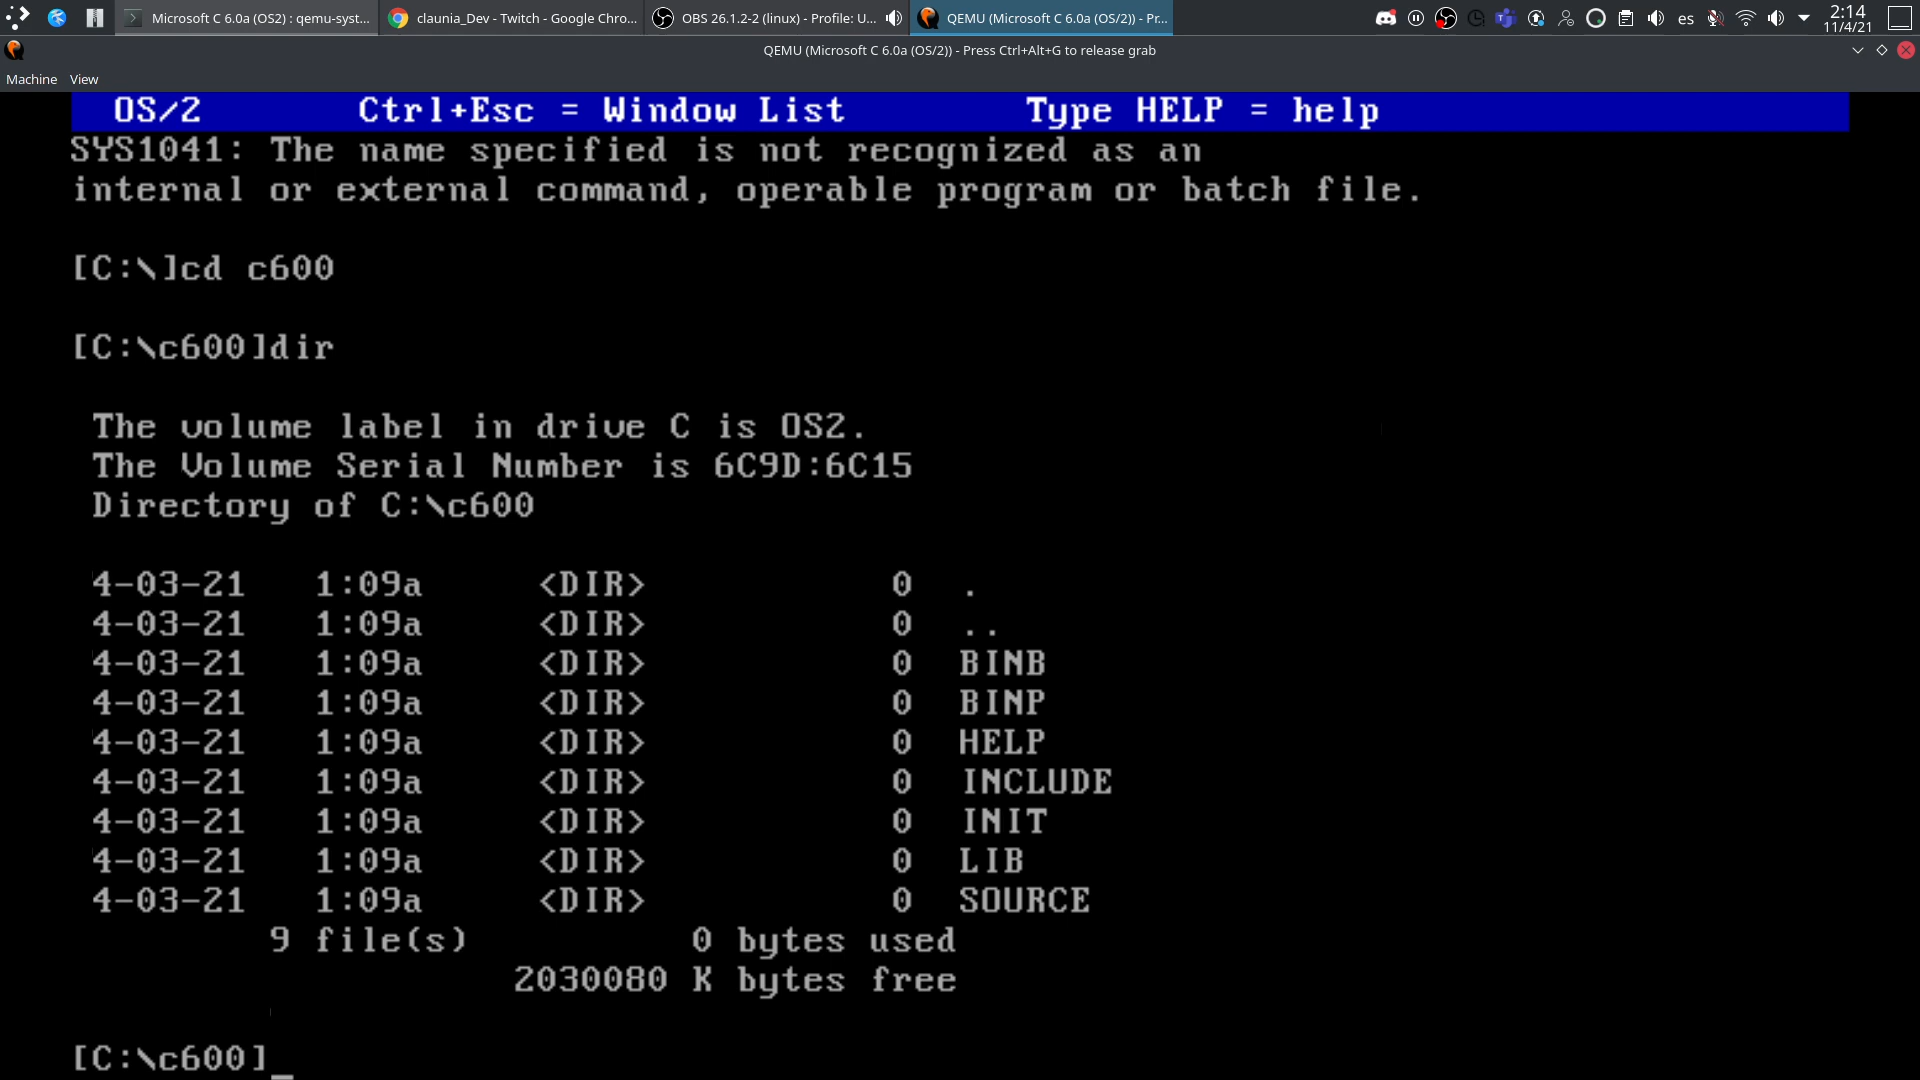 Microsoft C 6.0a (OS2) : qemu-syst...
claunia_Dev - Twitch - Google Chro...
OBS 26.1.2-2 (linux) - Profile: U...
QEMU (Microsoft C 6.0a (OS/2)) - Pr...
es
2:14
11/4/21
QEMU (Microsoft C 6.0a (OS/2)) - Press Ctrl+Alt+G to release grab
Machine View
OS/2 Ctrl+Esc = Window List Type HELP = help
SYS1041: The name specified is not recognized as an
internal or external command, operable program or batch file.
[C:\]cd c600
[C:\c600]dir
The volume label in drive C is OS2.
The Volume Serial Number is 6C9D:6C15
Directory of C:\c600
4-03-21 1:09a <DIR> 0 .
4-03-21 1:09a <DIR> 0 ..
4-03-21 1:09a <DIR> 0 BINB
4-03-21 1:09a <DIR> 0 BINP
4-03-21 1:09a <DIR> 0 HELP
4-03-21 1:09a <DIR> 0 INCLUDE
4-03-21 1:09a <DIR> 0 INIT
4-03-21 1:09a <DIR> 0 LIB
4-03-21 1:09a <DIR> 0 SOURCE
9 file(s) 0 bytes used
2030080 K bytes free
[C:\c600]_